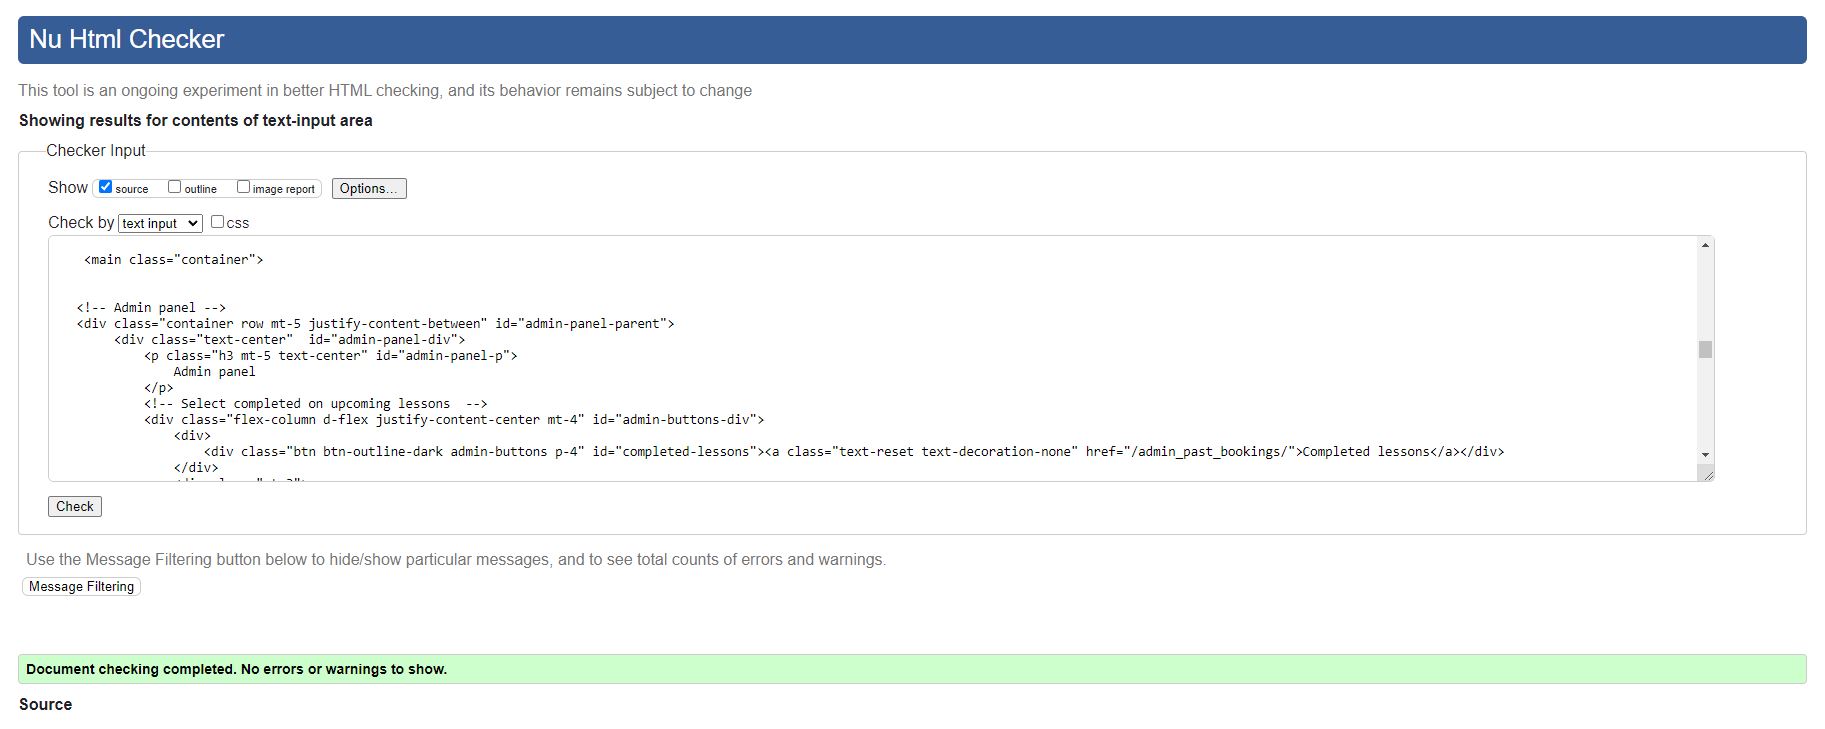 Nu Html Checker
This tool is an ongoing experiment in better HTML checking, and its behavior remains subject to change
Showing results for contents of text-input area
Checker Input
Show source outline image report Options...
Check by text input css
<main class="container">
<!-- Admin panel -->
<div class="container row mt-5 justify-content-between" id="admin-panel-parent">
<div class="text-center"  id="admin-panel-div">
<p class="h3 mt-5 text-center" id="admin-panel-p">
Admin panel
</p>
<!-- Select completed on upcoming lessons  -->
<div class="flex-column d-flex justify-content-center mt-4" id="admin-buttons-div">
<div>
<div class="btn btn-outline-dark admin-buttons p-4" id="completed-lessons"><a class="text-reset text-decoration-none" href="/admin_past_bookings/">Completed lessons</a></div>
</div>
Check
Use the Message Filtering button below to hide/show particular messages, and to see total counts of errors and warnings.
Message Filtering
Document checking completed. No errors or warnings to show.
Source